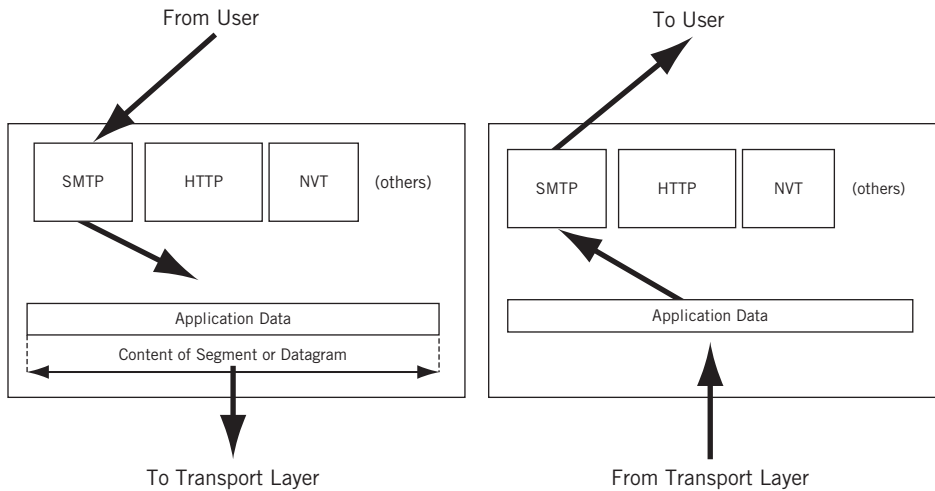 From User
SMTP
HTTP
NVT
(others)
Application Data
Content of Segment or Datagram
To Transport Layer
To User
SMTP
HTTP
NVT
(others)
Application Data
From Transport Layer